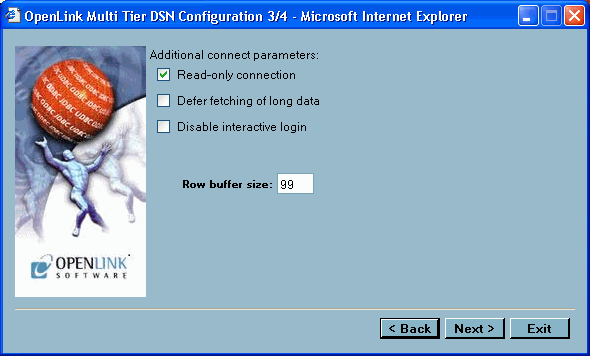 OpenLink Multi Tier DSN Configuration 3/4 - Microsoft Internet Explorer
Additional connect parameters:
Read-only connection
Defer fetching of long data
Disable interactive login
Row buffer size: 99
OPENLINK
SOFTWARE
< Back Next > Exit